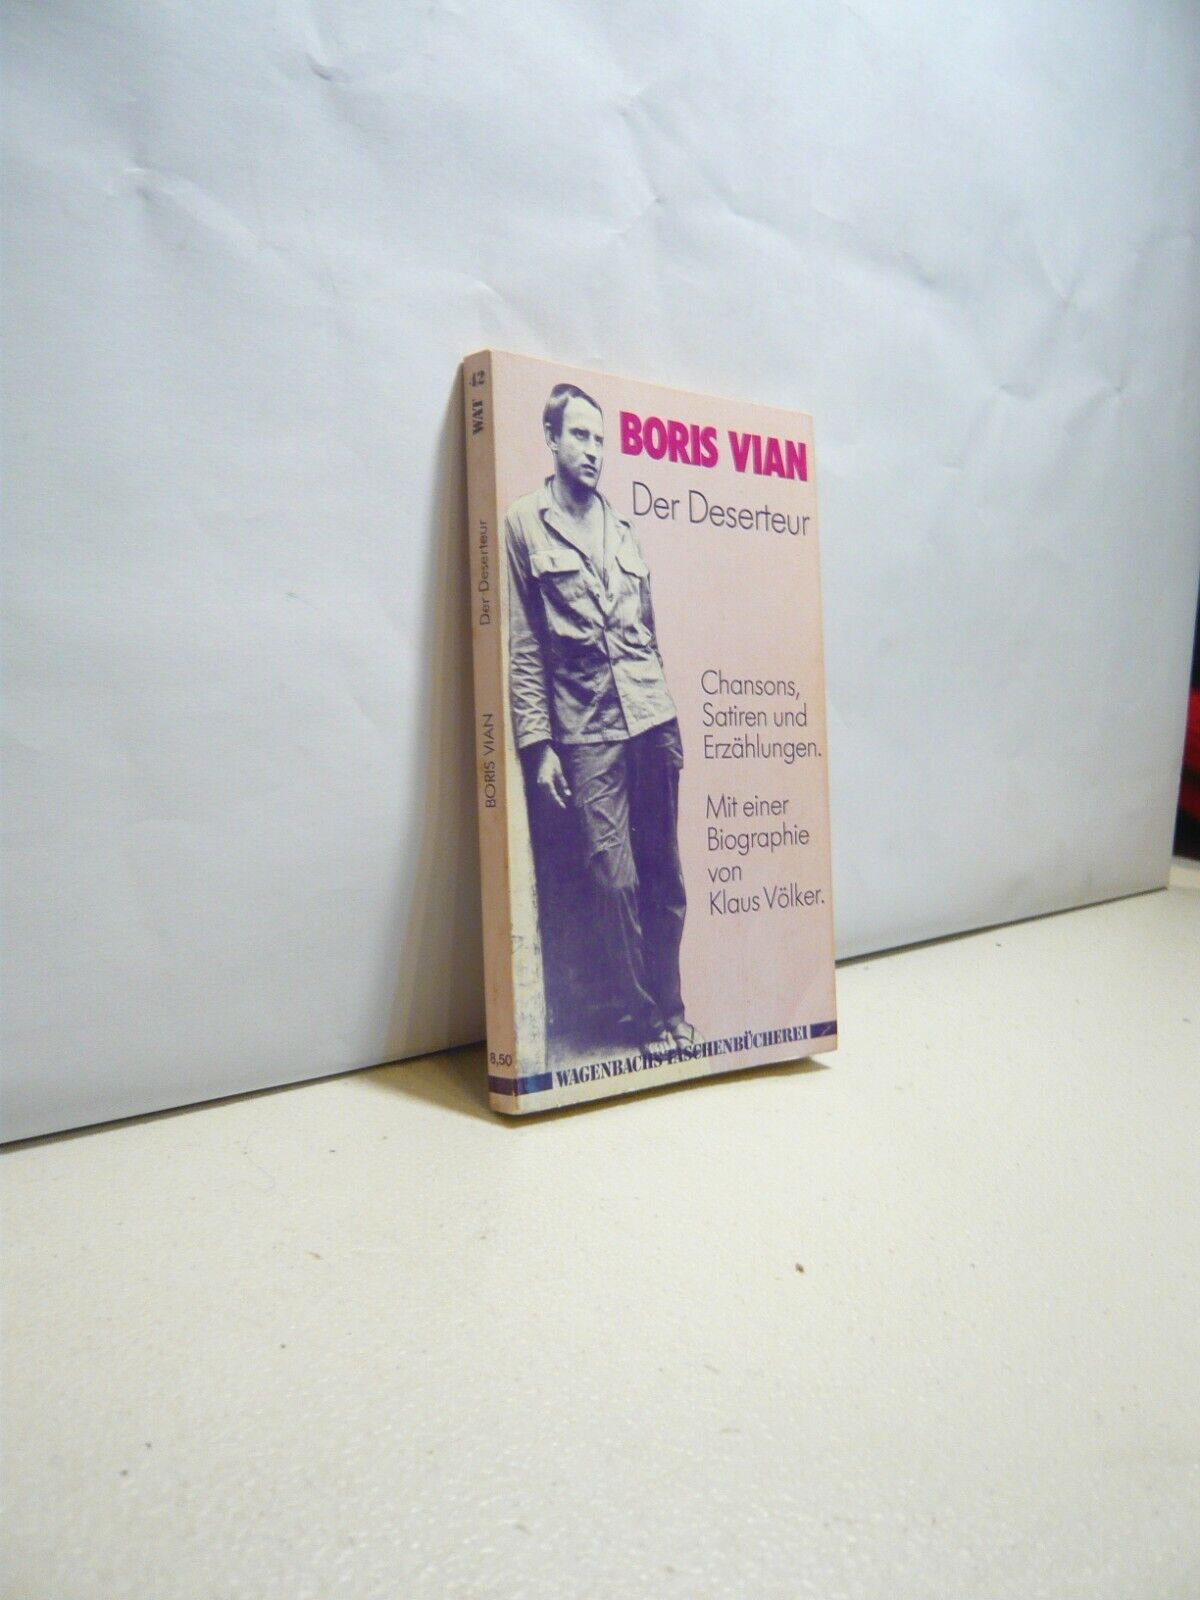 WAT 42
Der Deserteur
BORIS VIAN
8,50
BORIS VIAN
Der Deserteur
Chansons,
Satiren und
Erzählungen.
Mit einer
Biographie
von
Klaus Völker.
WAGENBACHS TASCHENBÜCHEREI